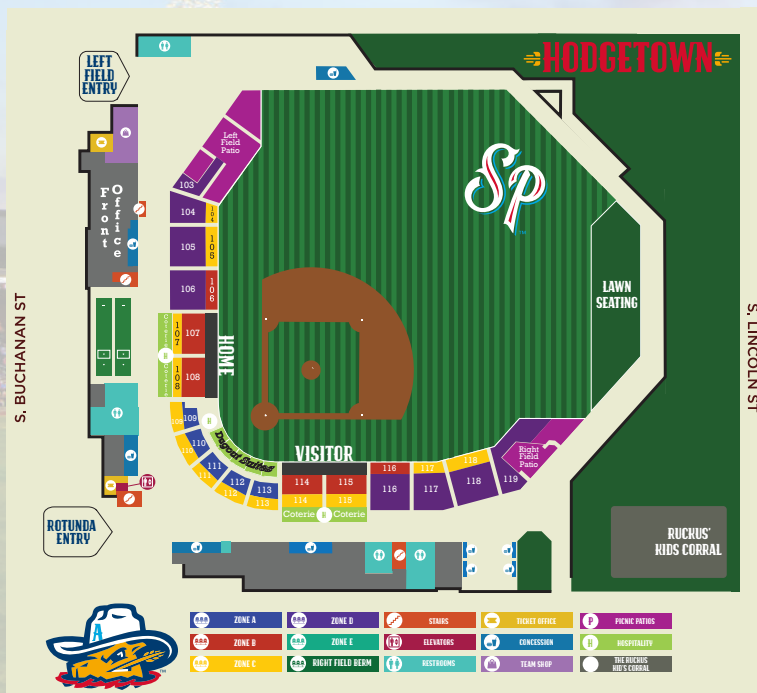 HODGETOWN
LEFT
FIELD
ENTRY
Left
Field
Patio
Sp
TM
Front
Office
103
104
104
105
105
106
106
LAWN
SEATING
S. BUCHANAN ST
S. LINCOLN ST
Coterie
H
Coterie
107
107
108
108
HOME
109
109
H
110
110
Dugout Suites
111
111
112
112
113
113
VISITOR
114
115
114
115
Coterie
H
Coterie
116
116
117
117
118
118
119
Right
Field
Patio
ROTUNDA
ENTRY
RUCKUS'
KIDS CORRAL
A
TM
ZONE A
ZONE D
STAIRS
TICKET OFFICE
P
PICNIC PATIOS
ZONE B
ZONE E
ELEVATORS
CONCESSION
H
HOSPITALITY
ZONE C
RIGHT FIELD BERM
RESTROOMS
TEAM SHOP
THE RUCKUS
KID'S CORRAL